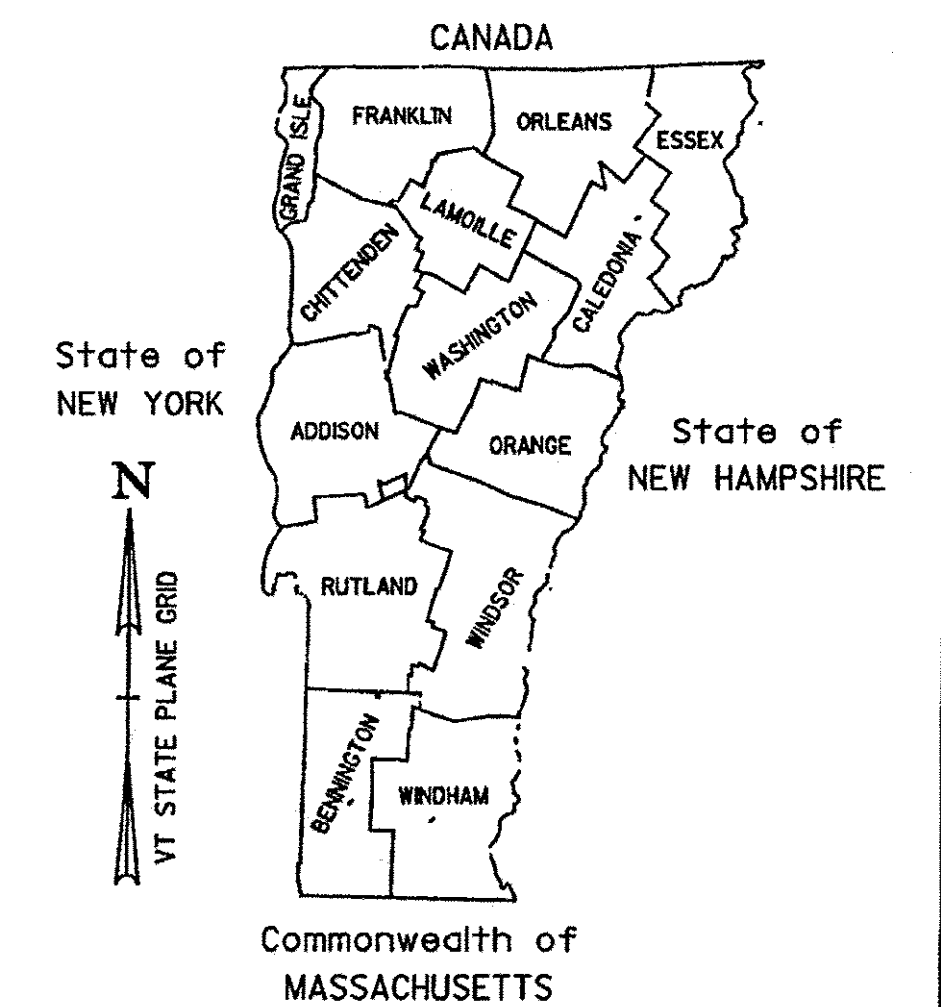 CANADA
FRANKLIN
ORLEANS
ESSEX
GRAND ISLE
LAMOILLE
CHITTENDEN
CALEDONIA
WASHINGTON
State of
NEW YORK
ADDISON
ORANGE
State of
NEW HAMPSHIRE
N
VT STATE PLANE GRID
RUTLAND
WINDSOR
BENNINGTON
WINDHAM
Commonwealth of
MASSACHUSETTS